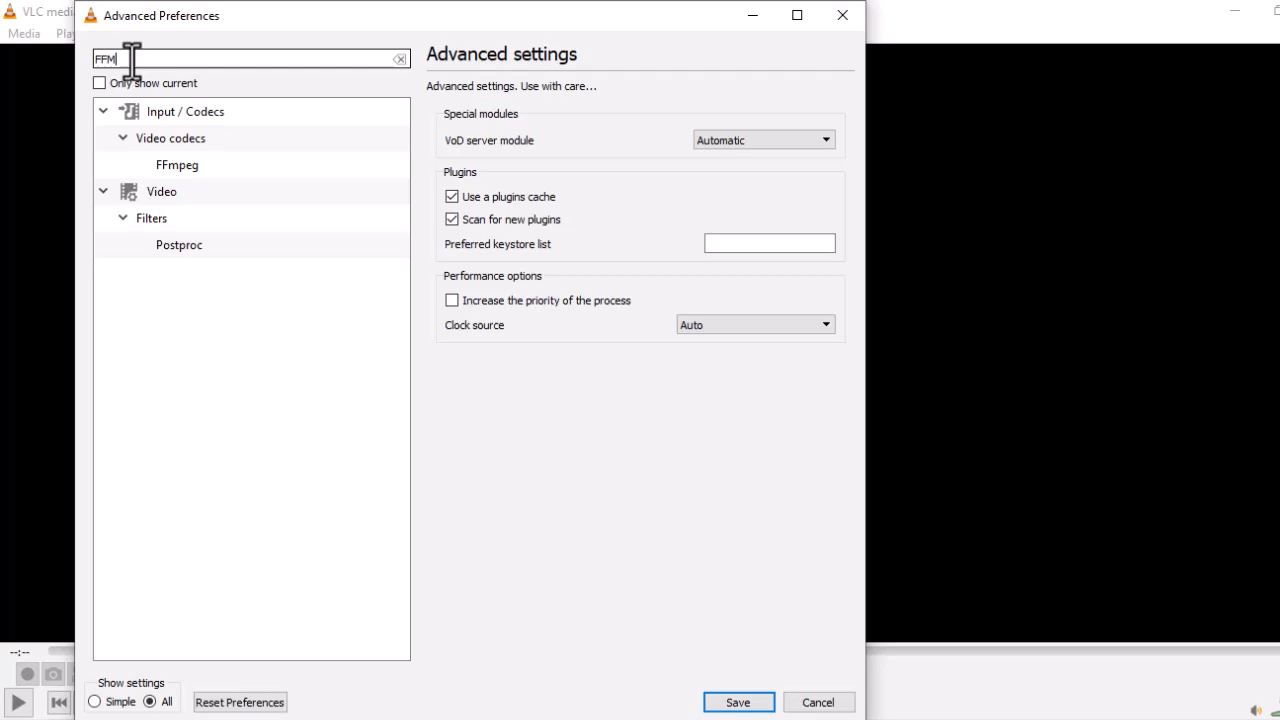 VLC medi
Advanced Preferences
Media Pla
FFM
Only show current
Input / Codecs
Video codecs
FFmpeg
Video
Filters
Postproc
Advanced settings
Advanced settings. Use with care...
Special modules
VoD server module Automatic
Plugins
Use a plugins cache
Scan for new plugins
Preferred keystore list
Performance options
Increase the priority of the process
Clock source Auto
--:--
Show settings
Simple All Reset Preferences Save Cancel